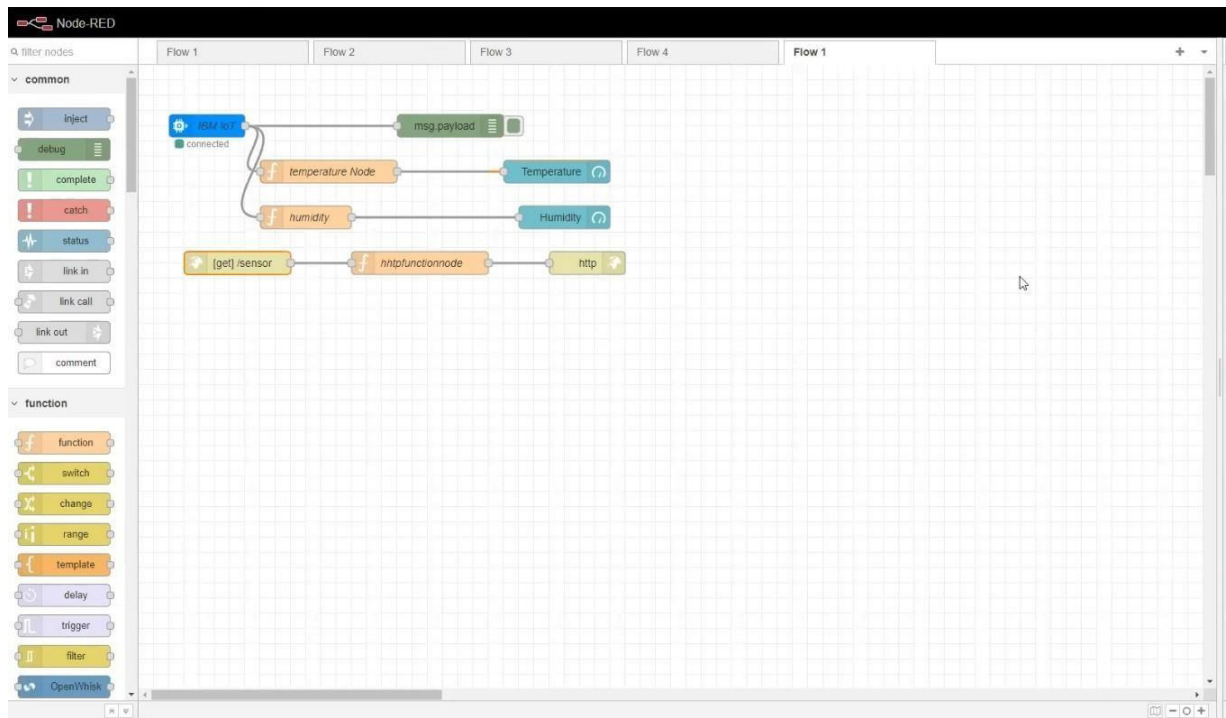 Node-RED
filter nodes
Flow 1
Flow 2
Flow 3
Flow 4
Flow 1
common
inject
debug
complete
catch
status
link in
link call
link out
comment
function
function
switch
change
range
template
delay
trigger
filter
OpenWhisk
IBM IoT
connected
msg.payload
temperature Node
Temperature
humidity
Humidity
[get] /sensor
hhtpfunctionnode
http